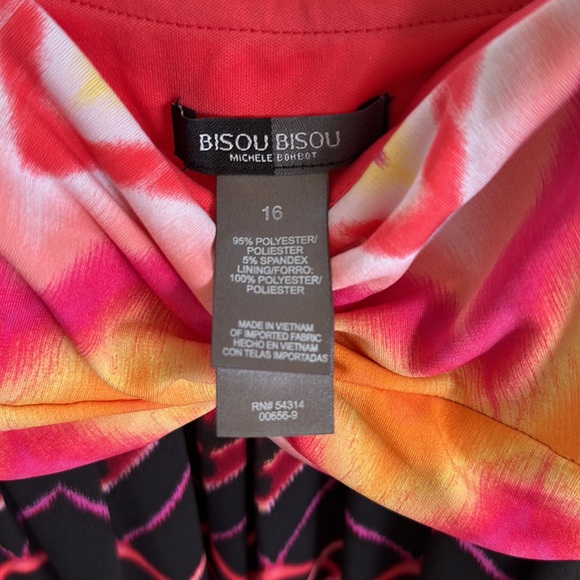 BISOU BISOU
MICHELE BOHBOT
16
95% POLYESTER/
POLIESTER
5% SPANDEX
LINING/FORRO:
100% POLYESTER/
POLIESTER
MADE IN VIETNAM
OF IMPORTED FABRIC
HECHO EN VIETNAM
CON TELAS IMPORTADAS
RN# 54314
00656-9